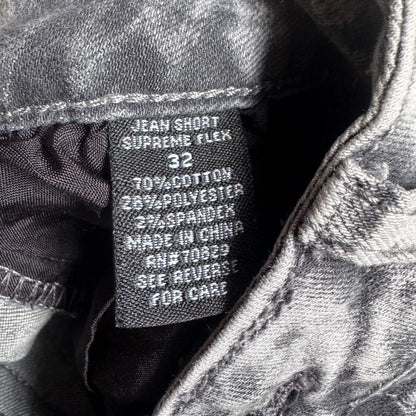 JEAN SHORT
SUPREME FLEX
32
70% COTTON
28% POLYESTER
2% SPANDEX
MADE IN CHINA
RN#70883
SEE REVERSE
FOR CARE